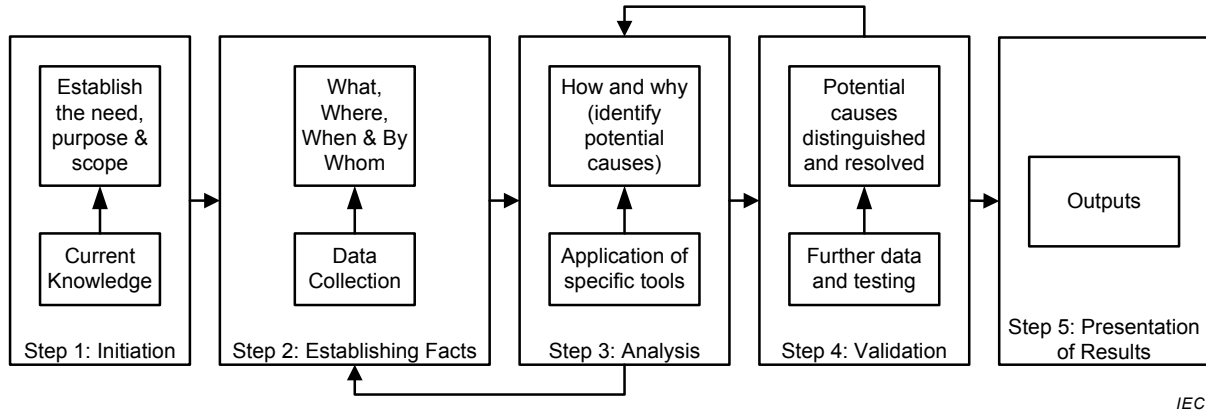 Establish
the need,
purpose &
scope
Current
Knowledge
Step 1: Initiation
What,
Where,
When & By
Whom
Data
Collection
Step 2: Establishing Facts
How and why
(identify
potential
causes)
Application of
specific tools
Step 3: Analysis
Potential
causes
distinguished
and resolved
Further data
and testing
Step 4: Validation
Outputs
Step 5: Presentation
of Results
IEC